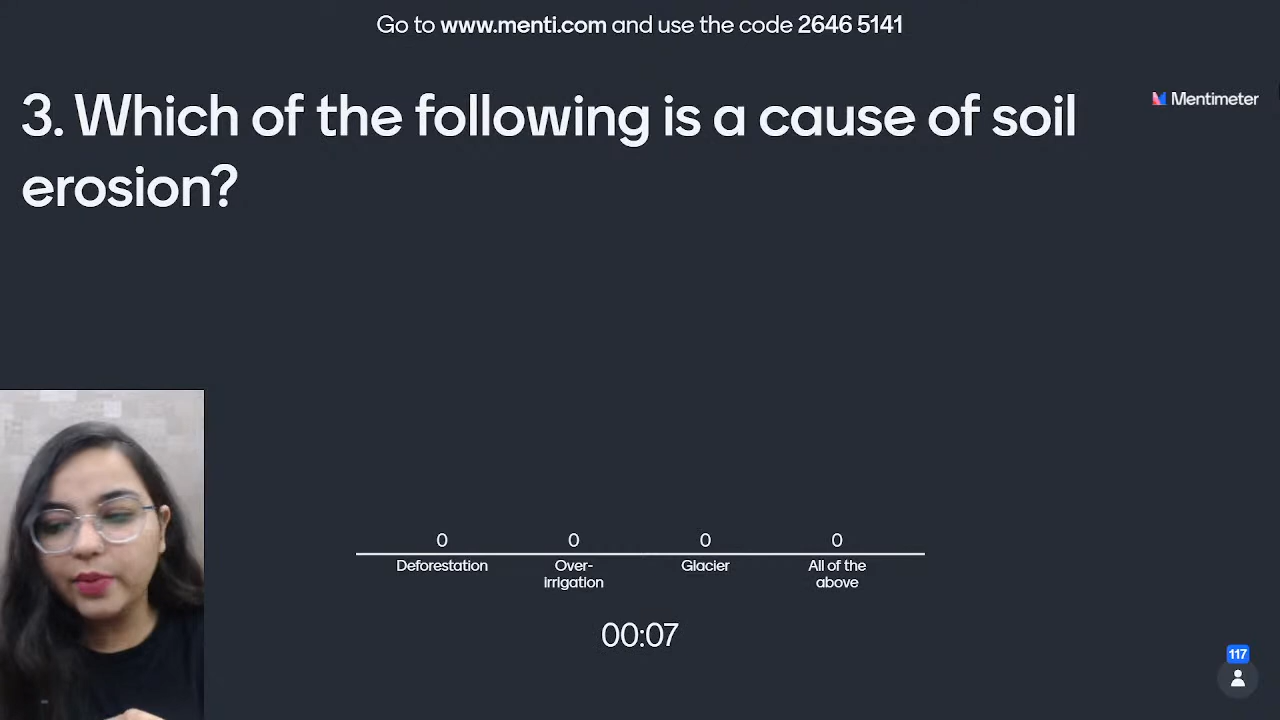 Go to www.menti.com and use the code 2646 5141
Mentimeter
3. Which of the following is a cause of soil
erosion?
0 0 0 0
Deforestation Over- Glacier All of the
irrigation above
00:07
117